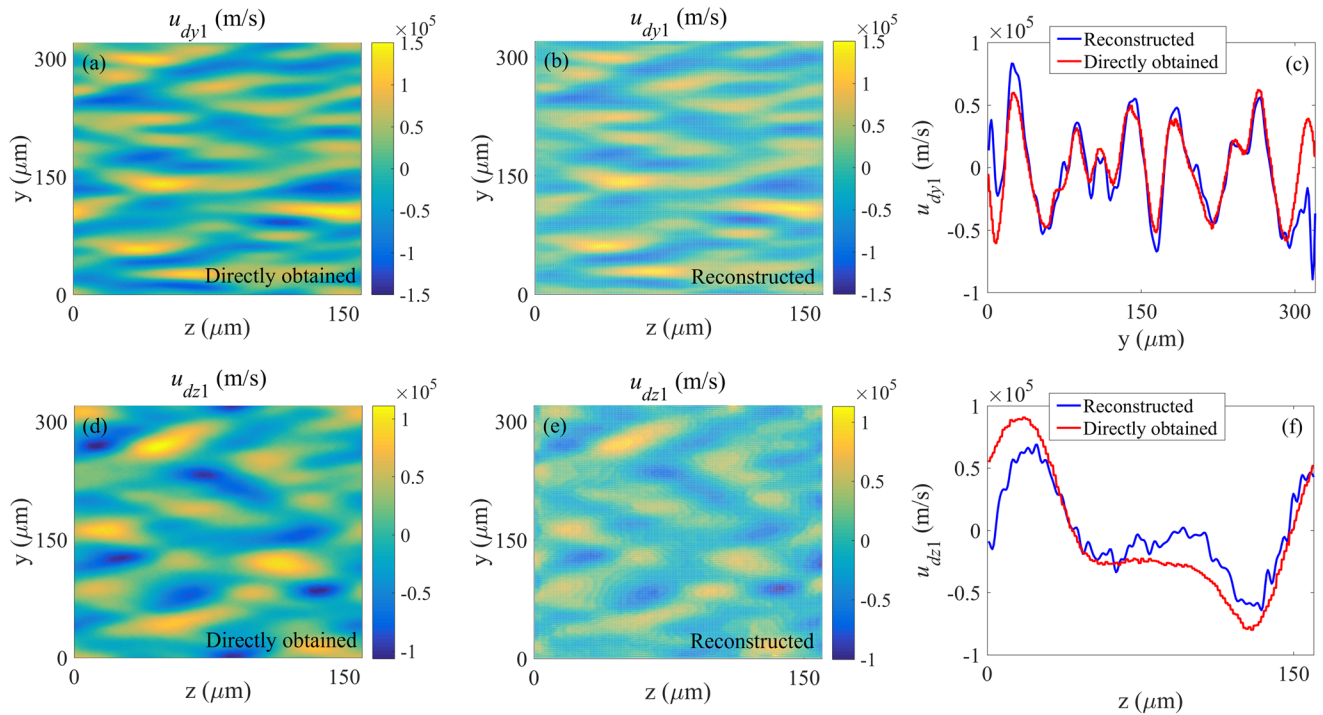 u_dy1 (m/s)
×10^5
(a)
Directly obtained
300
150
0
y (μm)
0
150
z (μm)
1.5
1
0.5
0
-0.5
-1
-1.5
u_dy1 (m/s)
×10^5
(b)
Reconstructed
300
150
0
y (μm)
0
150
z (μm)
1.5
1
0.5
0
-0.5
-1
-1.5
×10^5
Reconstructed
Directly obtained
(c)
1
0.5
0
-0.5
-1
u_dy1 (m/s)
0
150
300
y (μm)
u_dz1 (m/s)
×10^5
(d)
Directly obtained
300
150
0
y (μm)
0
150
z (μm)
1
0.5
0
-0.5
-1
u_dz1 (m/s)
×10^5
(e)
Reconstructed
300
150
0
y (μm)
0
150
z (μm)
1
0.5
0
-0.5
-1
×10^5
Reconstructed
Directly obtained
(f)
1
0.5
0
-0.5
-1
u_dz1 (m/s)
0
150
z (μm)